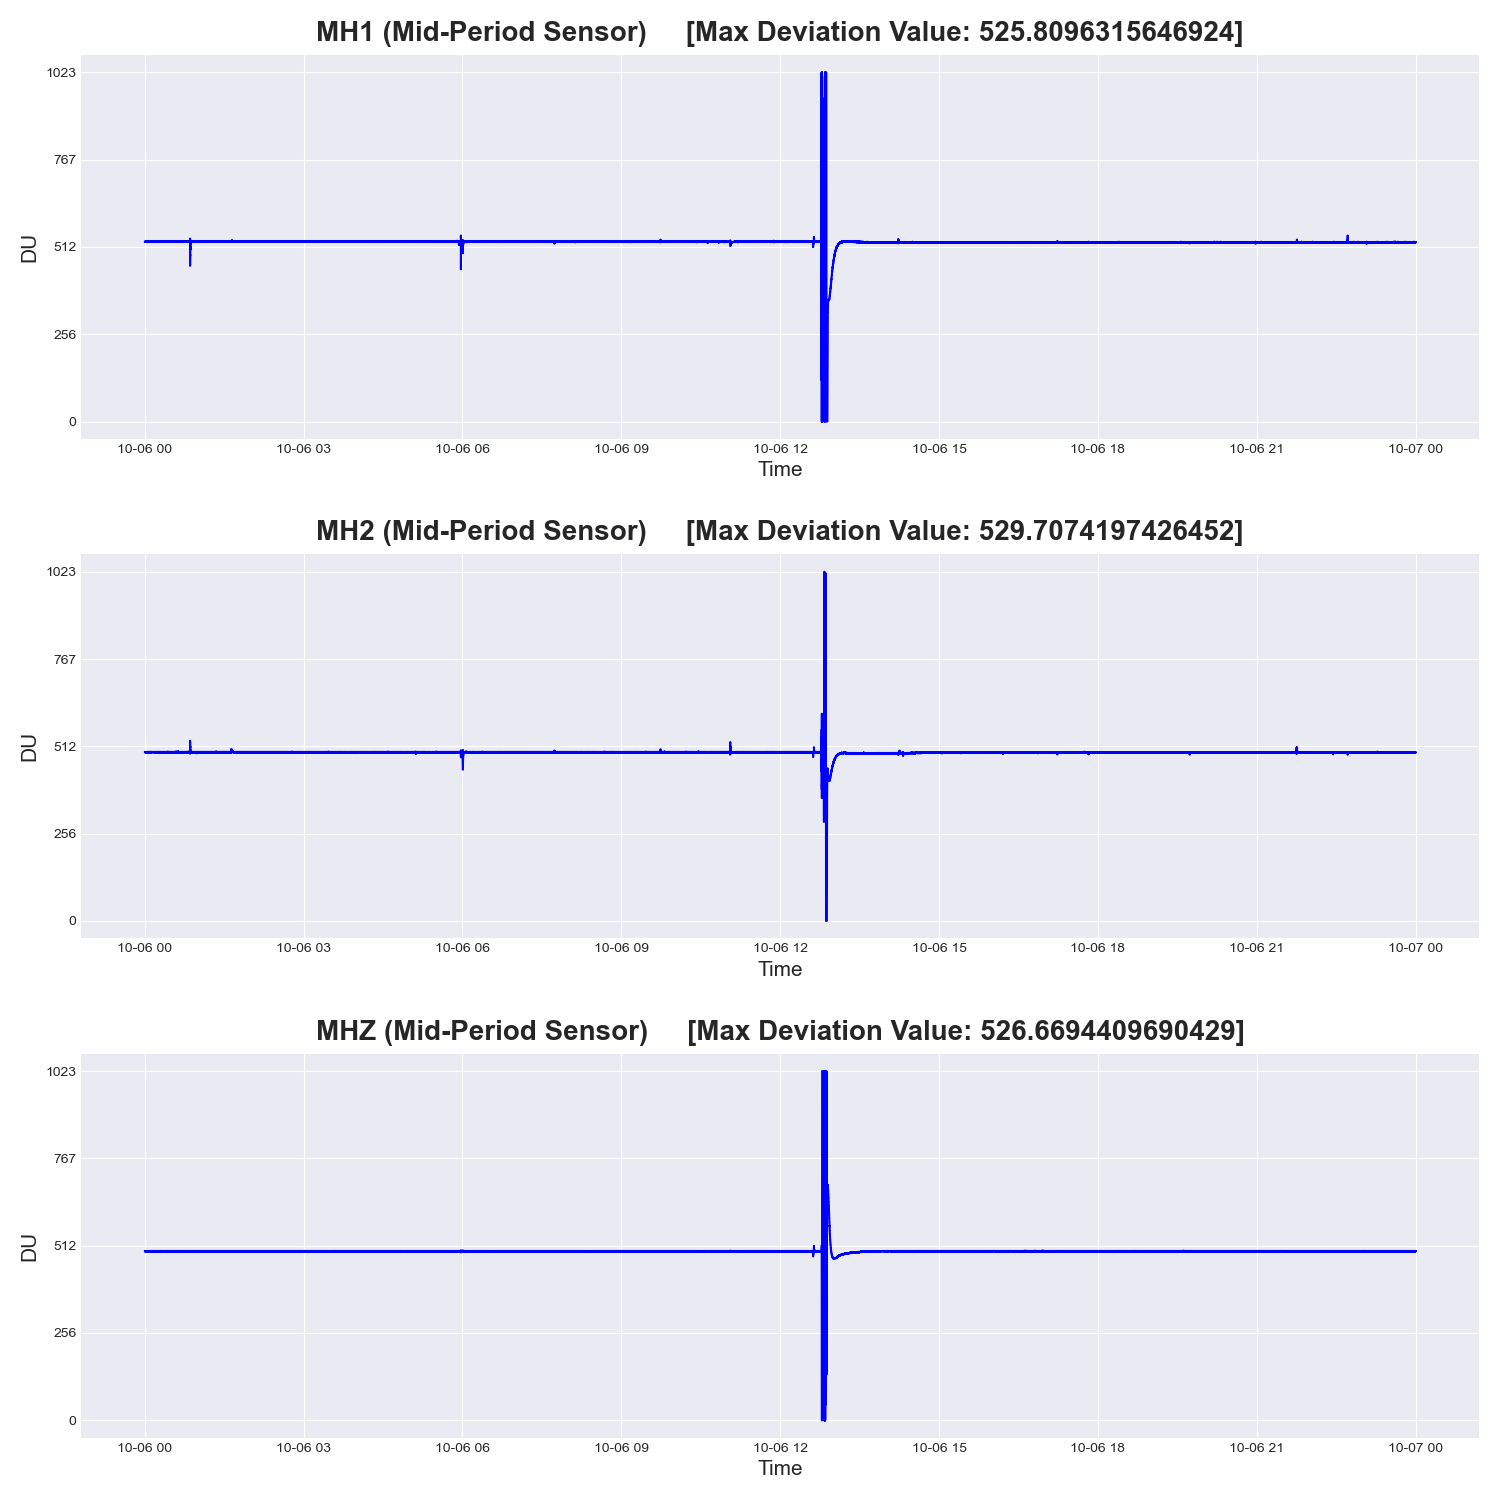 MH1 (Mid-Period Sensor) [Max Deviation Value: 525.8096315646924]
1023
767
512
256
0
DU
10-06 00 10-06 03 10-06 06 10-06 09 10-06 12 10-06 15 10-06 18 10-06 21 10-07 00
Time
MH2 (Mid-Period Sensor) [Max Deviation Value: 529.7074197426452]
1023
767
512
256
0
DU
10-06 00 10-06 03 10-06 06 10-06 09 10-06 12 10-06 15 10-06 18 10-06 21 10-07 00
Time
MHZ (Mid-Period Sensor) [Max Deviation Value: 526.6694409690429]
1023
767
512
256
0
DU
10-06 00 10-06 03 10-06 06 10-06 09 10-06 12 10-06 15 10-06 18 10-06 21 10-07 00
Time